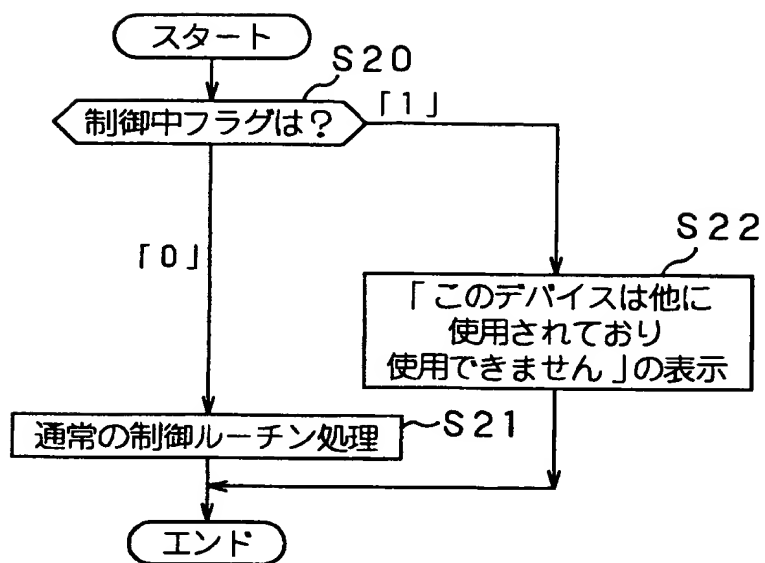 スタート
S20
制御中フラグは?
「1」
「0」
S22
「このデバイスは他に
使用されており
使用できません」の表示
通常の制御ルーチン処理
S21
エンド